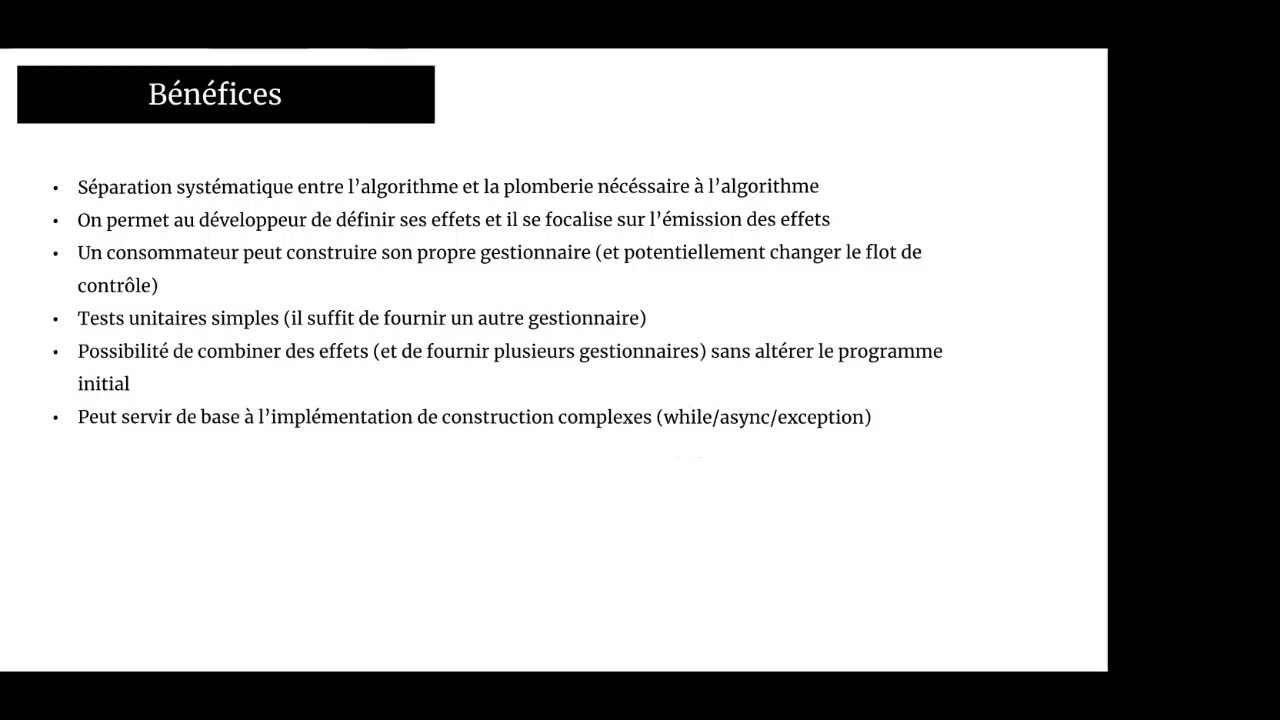 Bénéfices
• Séparation systématique entre l'algorithme et la plomberie nécéssaire à l'algorithme
• On permet au développeur de définir ses effets et il se focalise sur l'émission des effets
• Un consommateur peut construire son propre gestionnaire (et potentiellement changer le flot de
contrôle)
• Tests unitaires simples (il suffit de fournir un autre gestionnaire)
• Possibilité de combiner des effets (et de fournir plusieurs gestionnaires) sans altérer le programme
initial
• Peut servir de base à l'implémentation de construction complexes (while/async/exception)